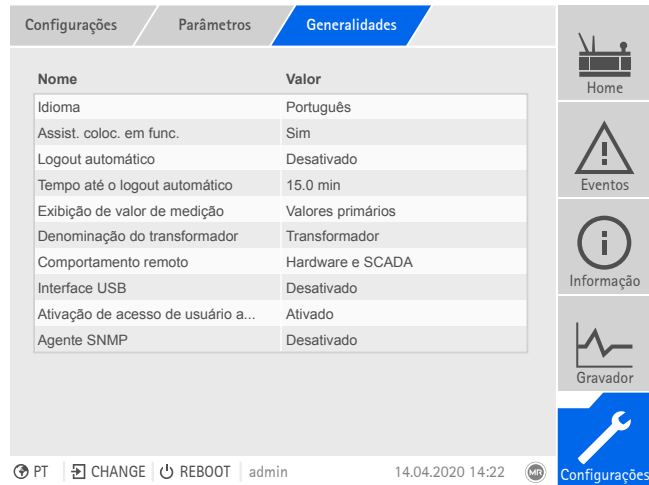 Configurações Parâmetros Generalidades
Home
Nome Valor
Idioma Português
Assist. coloc. em func. Sim
Logout automático Desativado
Tempo até o logout automático 15.0 min
Eventos
Exibição de valor de medição Valores primários
Denominação do transformador Transformador
Comportamento remoto Hardware e SCADA
Informação
Interface USB Desativado
Ativação de acesso de usuário a... Ativado
Agente SNMP Desativado
Gravador
Configurações
PT CHANGE REBOOT admin 14.04.2020 14:22 MR